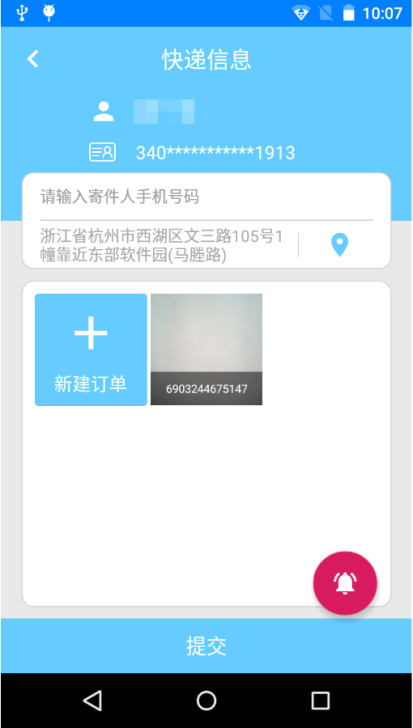 10:07
快递信息
340***********1913
请输入寄件人手机号码
浙江省杭州市西湖区文三路105号1
幢靠近东部软件园(马塍路)
新建订单
6903244675147
提交